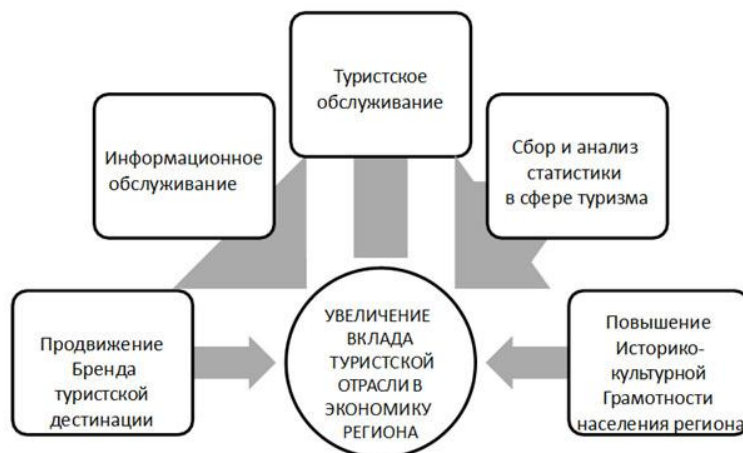 Туристское
обслуживание
Информационное
обслуживание
Сбор и анализ
статистики
в сфере туризма
Продвижение
Бренда
туристской
дестинации
УВЕЛИЧЕНИЕ
ВКЛАДА
ТУРИСТСКОЙ
ОТРАСЛИ В
ЭКОНОМИКУ
РЕГИОНА
Повышение
Историко-
культурной
Грамотности
населения региона